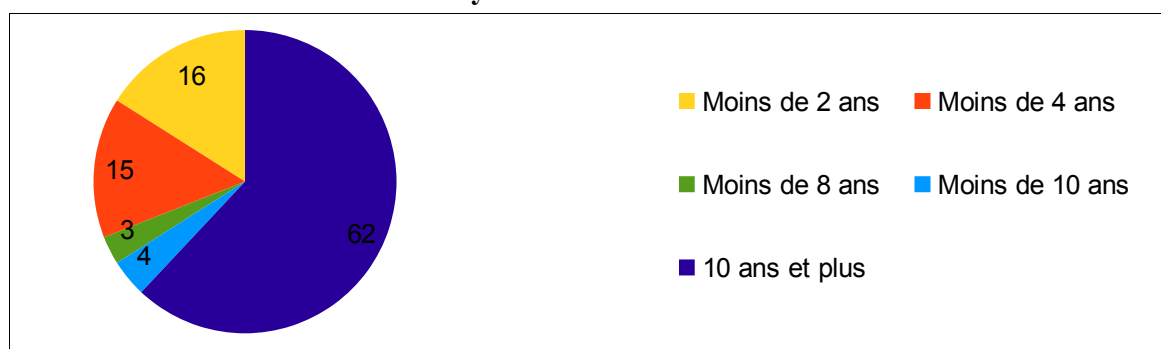 16
15
3
4
62
Moins de 2 ans
Moins de 4 ans
Moins de 8 ans
Moins de 10 ans
10 ans et plus